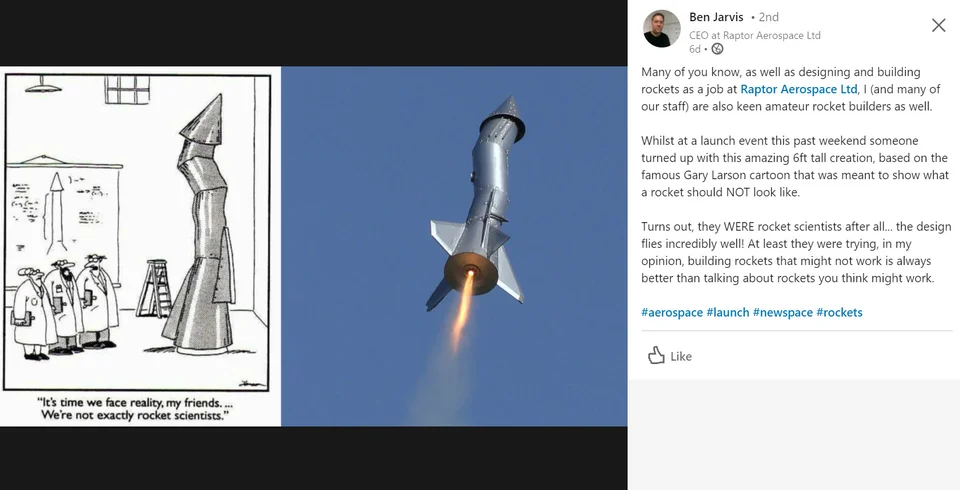 "It's time we face reality, my friends. ...
We're not exactly rocket scientists."
Ben Jarvis • 2nd
CEO at Raptor Aerospace Ltd
6d •
Many of you know, as well as designing and building
rockets as a job at Raptor Aerospace Ltd, I (and many of
our staff) are also keen amateur rocket builders as well.
Whilst at a launch event this past weekend someone
turned up with this amazing 6ft tall creation, based on the
famous Gary Larson cartoon that was meant to show what
a rocket should NOT look like.
Turns out, they WERE rocket scientists after all... the design
flies incredibly well! At least they were trying, in my
opinion, building rockets that might not work is always
better than talking about rockets you think might work.
#aerospace #launch #newspace #rockets
Like